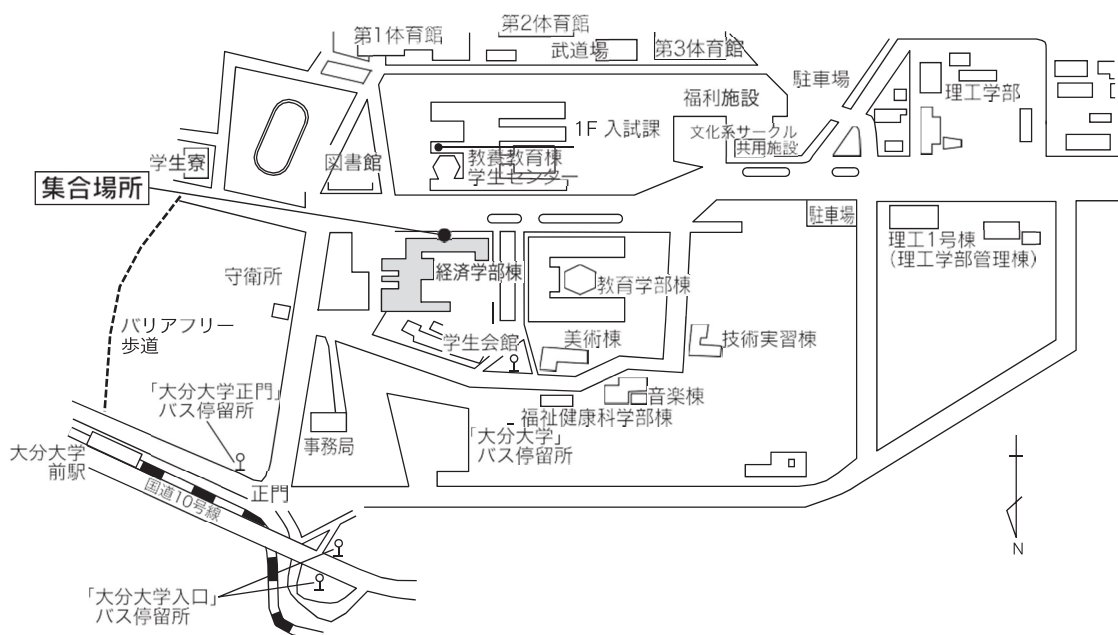 第1体育館
第2体育館
武道場
第3体育館
駐車場
理工学部
福利施設
1F 入試課
文化系サークル
共用施設
教養教育棟
学生センター
学生寮
図書館
集合場所
駐車場
理工1号棟
(理工学部管理棟)
守衛所
経済学部棟
教育学部棟
バリアフリー
歩道
学生会館
美術棟
技術実習棟
音楽棟
福祉健康科学部棟
「大分大学正門」
バス停留所
事務局
「大分大学」
バス停留所
大分大学
前駅
正門
国道10号線
「大分大学入口」
バス停留所
N